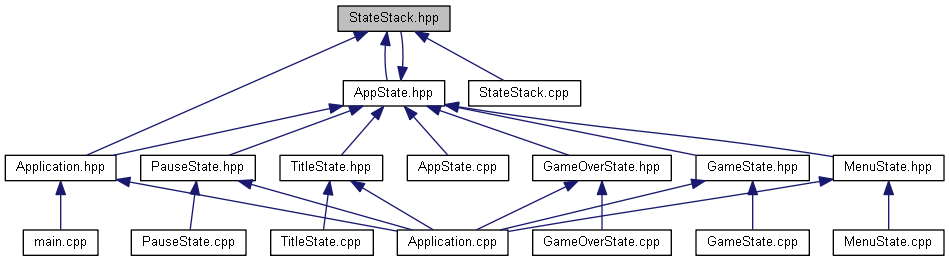 StateStack.hpp
AppState.hpp
StateStack.cpp
Application.hpp
PauseState.hpp
TitleState.hpp
AppState.cpp
GameOverState.hpp
GameState.hpp
MenuState.hpp
main.cpp
PauseState.cpp
TitleState.cpp
Application.cpp
GameOverState.cpp
GameState.cpp
MenuState.cpp